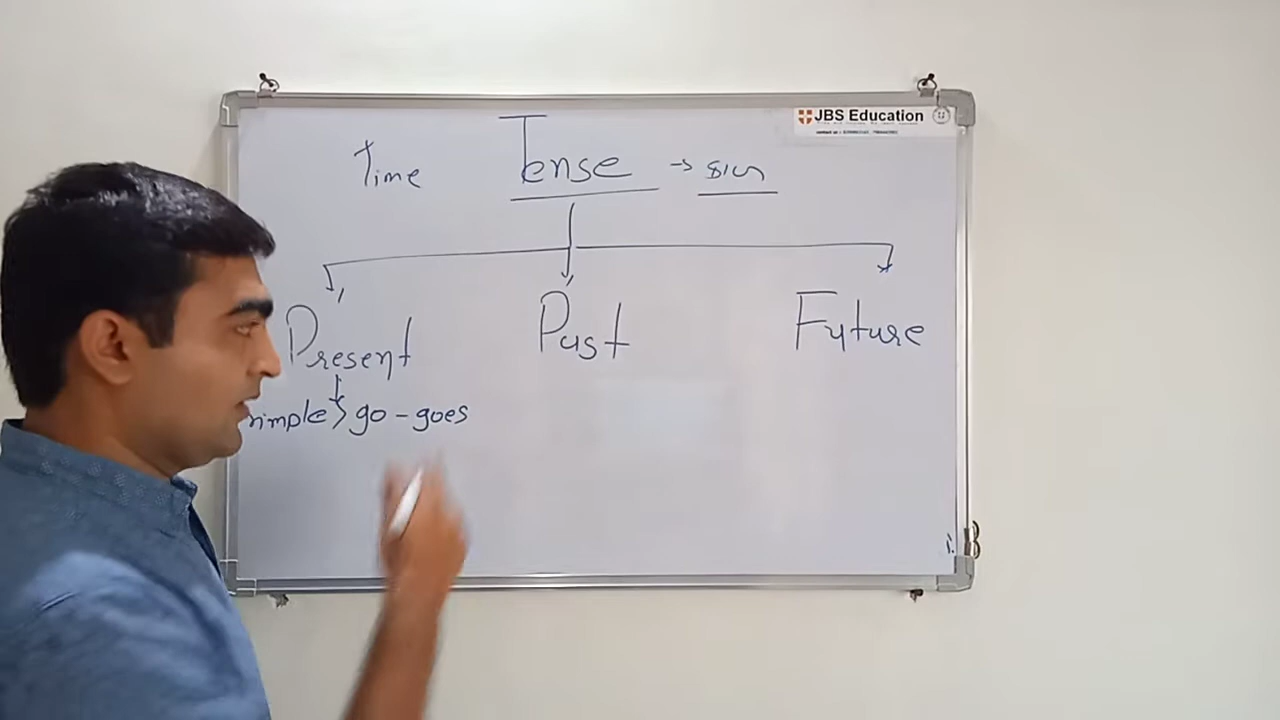 JBS Education
Time Tense →
Present Past Future
simple > go - goes